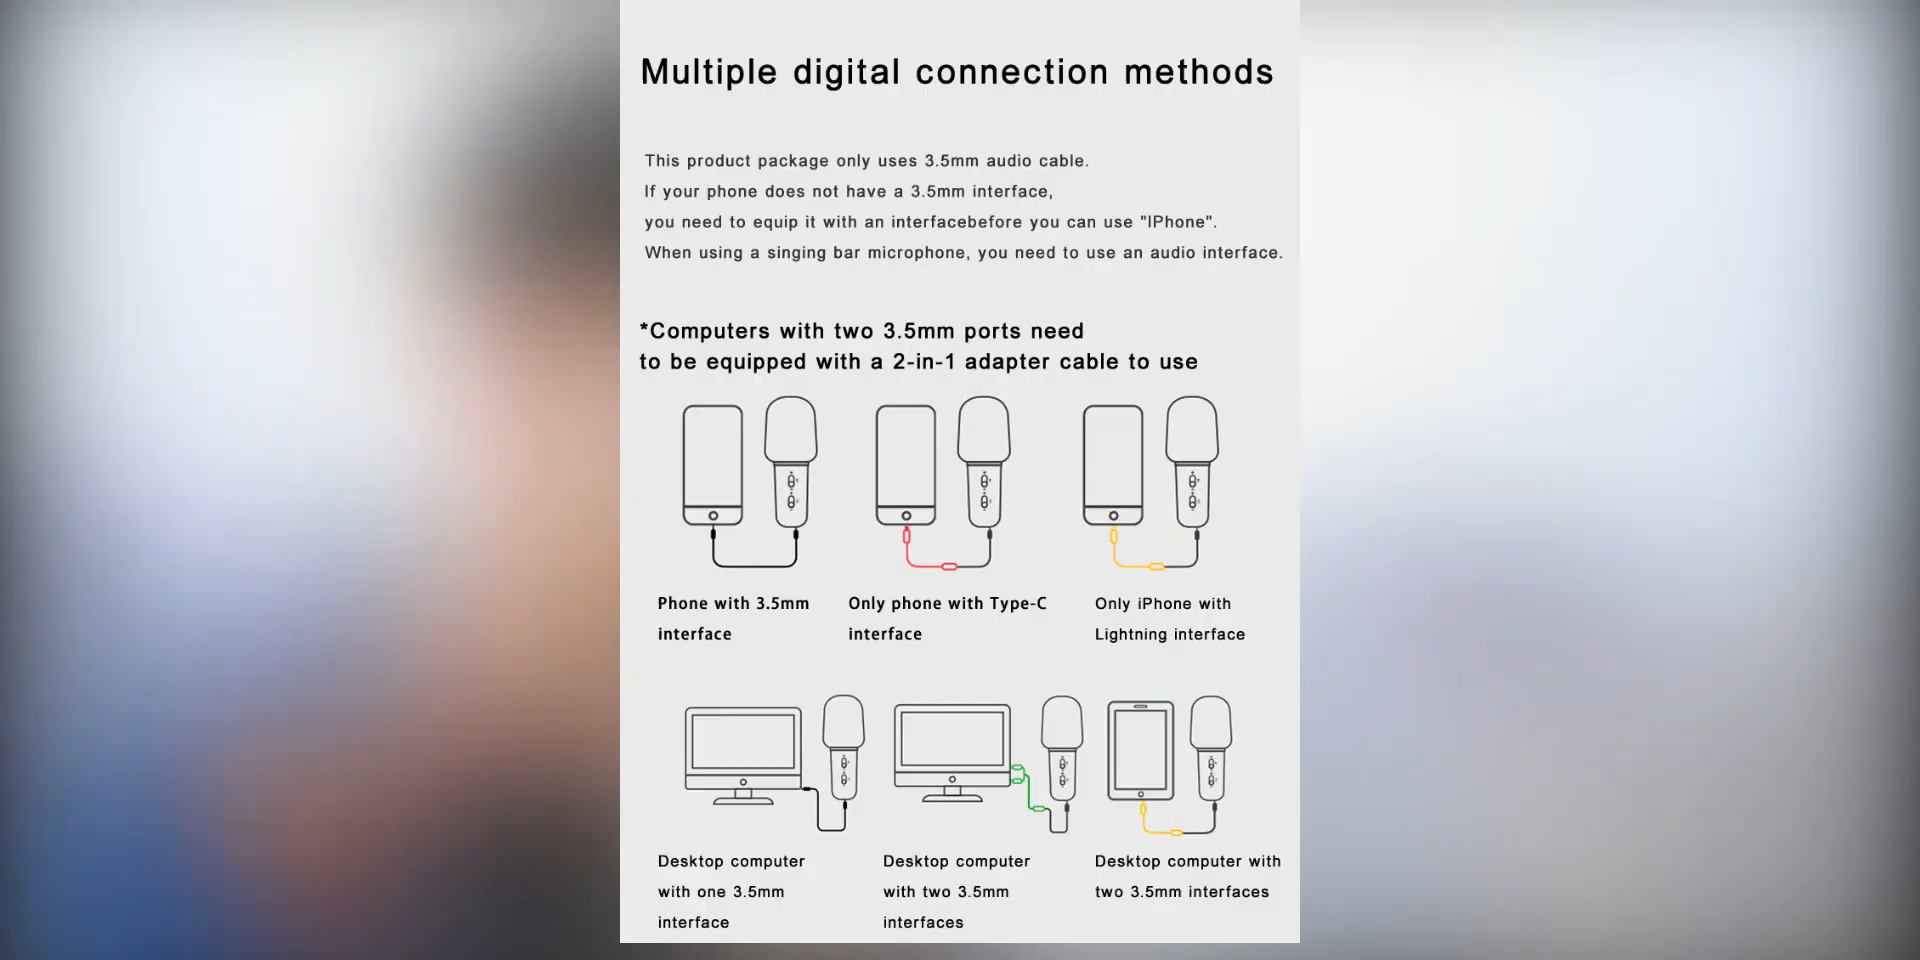 Multiple digital connection methods
This product package only uses 3.5mm audio cable.
If your phone does not have a 3.5mm interface,
you need to equip it with an interfacebefore you can use "IPhone".
When using a singing bar microphone, you need to use an audio interface.
*Computers with two 3.5mm ports need
to be equipped with a 2-in-1 adapter cable to use
Phone with 3.5mm
interface
Only phone with Type-C
interface
Only iPhone with
Lightning interface
Desktop computer
with one 3.5mm
interface
Desktop computer
with two 3.5mm
interfaces
Desktop computer with
two 3.5mm interfaces